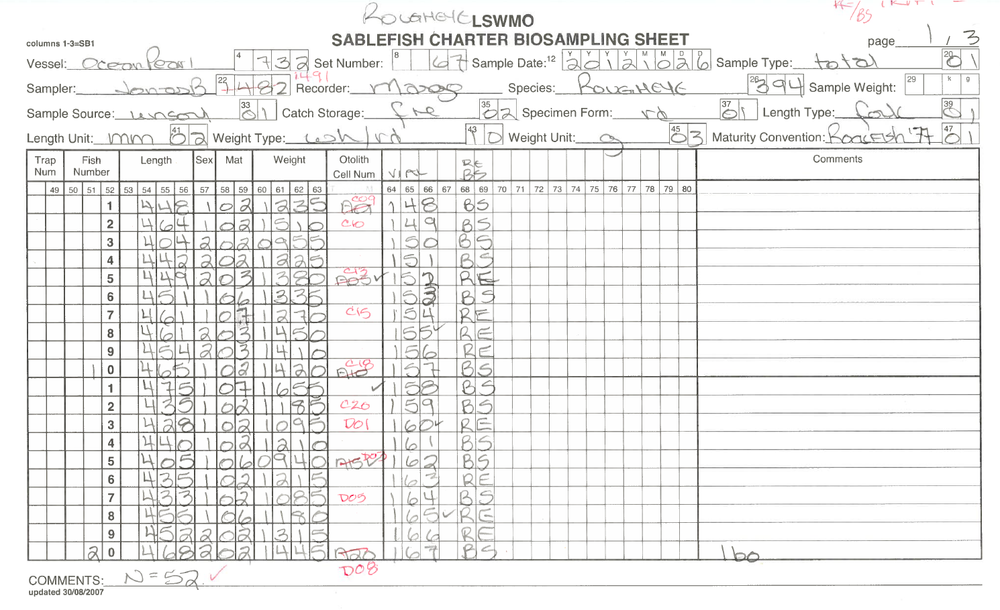 ROUGHEYE LSWMO
RE/BS
SABLEFISH CHARTER BIOSAMPLING SHEET
columns 1-3=SB1
page 1, 3
Vessel: Ocean Pearl 4 732 Set Number: 8 67 Sample Date: 12 Y Y Y Y M M D D 20121026 Sample Type: total 20 01
1491
Sampler: Jonas B 22 1482 Recorder: Species: ROUGHEYE 26 394 Sample Weight: 29 k g
Sample Source: unsort 33 01 Catch Storage: fre 35 02 Specimen Form: rd 37 01 Length Type: fork 39 01
Length Unit: mm 41 02 Weight Type: 43 10 Weight Unit: g 45 03 Maturity Convention: Rockfish '77 47 01
Trap Num Fish Number Length Sex Mat Weight Otolith Cell Num VIAL RE BS Comments
49 50 51 52 53 54 55 56 57 58 59 60 61 62 63 64 65 66 67 68 69 70 71 72 73 74 75 76 77 78 79 80
1 448 1 02 1235 A01 C09 148 BS
2 464 1 02 1510 C10 149 BS
3 404 2 02 0955 150 BS
4 442 2 02 1225 151 BS
5 449 2 03 1380 A05 C13 ✓ 152 RE
6 451 1 06 1335 153 BS
7 461 1 07 1270 C15 154 RE
8 461 2 03 1450 155 ✓ RE
9 454 2 03 1410 156 RE
1 0 465 1 02 1420 A10 C18 157 BS
1 475 1 07 1655 ✓ 158 BS
2 435 1 02 1185 C20 159 BS
3 428 1 02 1095 D01 160 ✓ RE
4 440 1 02 1210 161 BS
5 405 1 06 0940 A15 D03 162 BS
6 435 1 02 1215 163 RE
7 433 1 02 1085 D05 164 BS
8 455 1 06 1180 165 ✓ RE
9 452 2 02 1315 166 RE
2 0 468 2 02 1445 A20 167 BS 160
D08
COMMENTS: N=52 ✓
updated 30/08/2007